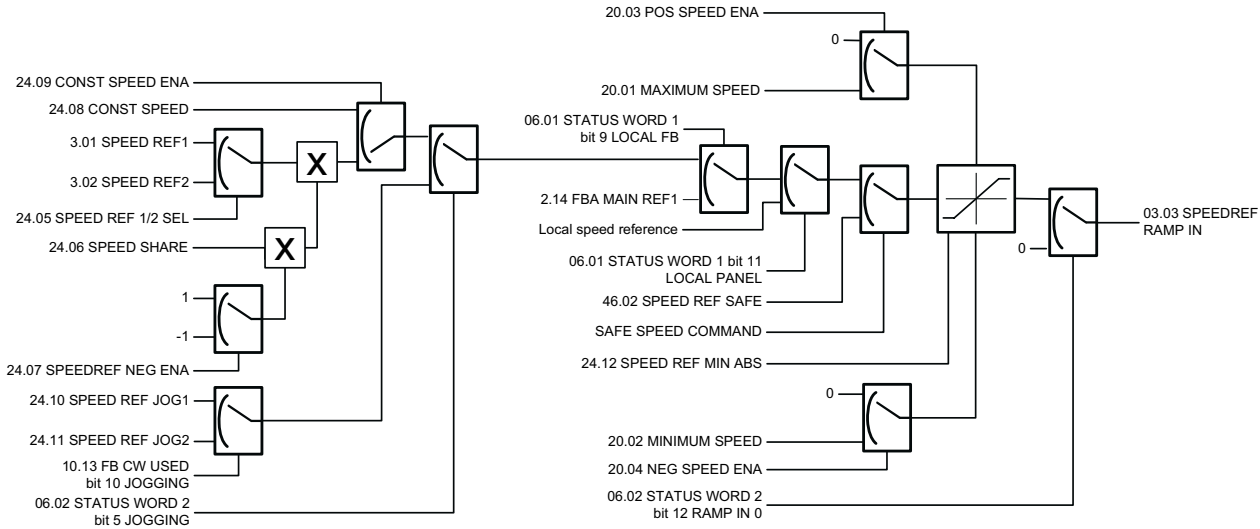 20.03 POS SPEED ENA
0
20.01 MAXIMUM SPEED
24.09 CONST SPEED ENA
24.08 CONST SPEED
3.01 SPEED REF1
3.02 SPEED REF2
24.05 SPEED REF 1/2 SEL
X
24.06 SPEED SHARE
X
1
-1
24.07 SPEEDREF NEG ENA
24.10 SPEED REF JOG1
24.11 SPEED REF JOG2
10.13 FB CW USED
bit 10 JOGGING
06.02 STATUS WORD 2
bit 5 JOGGING
06.01 STATUS WORD 1
bit 9 LOCAL FB
2.14 FBA MAIN REF1
Local speed reference
06.01 STATUS WORD 1 bit 11
LOCAL PANEL
46.02 SPEED REF SAFE
SAFE SPEED COMMAND
24.12 SPEED REF MIN ABS
0
20.02 MINIMUM SPEED
20.04 NEG SPEED ENA
06.02 STATUS WORD 2
bit 12 RAMP IN 0
0
03.03 SPEEDREF
RAMP IN